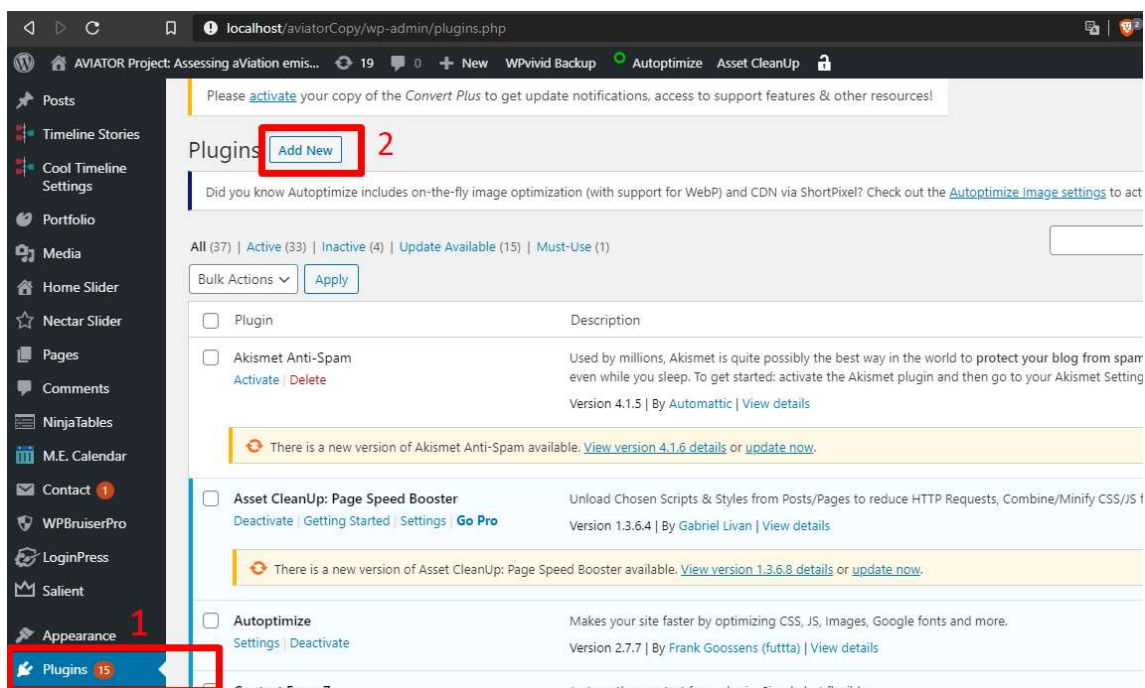 localhost/aviatorCopy/wp-admin/plugins.php
2
AVIATOR Project: Assessing aViation emis... 19 0 + New WPvivid Backup Autoptimize Asset CleanUp
Posts
Timeline Stories
Cool Timeline
Settings
Portfolio
Media
Home Slider
Nectar Slider
Pages
Comments
NinjaTables
M.E. Calendar
Contact 1
WPBruiserPro
LoginPress
Salient
Appearance
1
Plugins 15
Please activate your copy of the Convert Plus to get update notifications, access to support features & other resources!
Plugins Add New 2
Did you know Autoptimize includes on-the-fly image optimization (with support for WebP) and CDN via ShortPixel? Check out the Autoptimize Image settings to act
All (37) | Active (33) | Inactive (4) | Update Available (15) | Must-Use (1)
Bulk Actions Apply
Plugin Description
Akismet Anti-Spam
Activate | Delete
Used by millions, Akismet is quite possibly the best way in the world to protect your blog from spam
even while you sleep. To get started: activate the Akismet plugin and then go to your Akismet Setting
Version 4.1.5 | By Automattic | View details
There is a new version of Akismet Anti-Spam available. View version 4.1.6 details or update now.
Asset CleanUp: Page Speed Booster
Deactivate | Getting Started | Settings | Go Pro
Unload Chosen Scripts & Styles from Posts/Pages to reduce HTTP Requests, Combine/Minify CSS/JS f
Version 1.3.6.4 | By Gabriel Livan | View details
There is a new version of Asset CleanUp: Page Speed Booster available. View version 1.3.6.8 details or update now.
Autoptimize
Settings | Deactivate
Makes your site faster by optimizing CSS, JS, Images, Google fonts and more.
Version 2.7.7 | By Frank Goossens (futtta) | View details